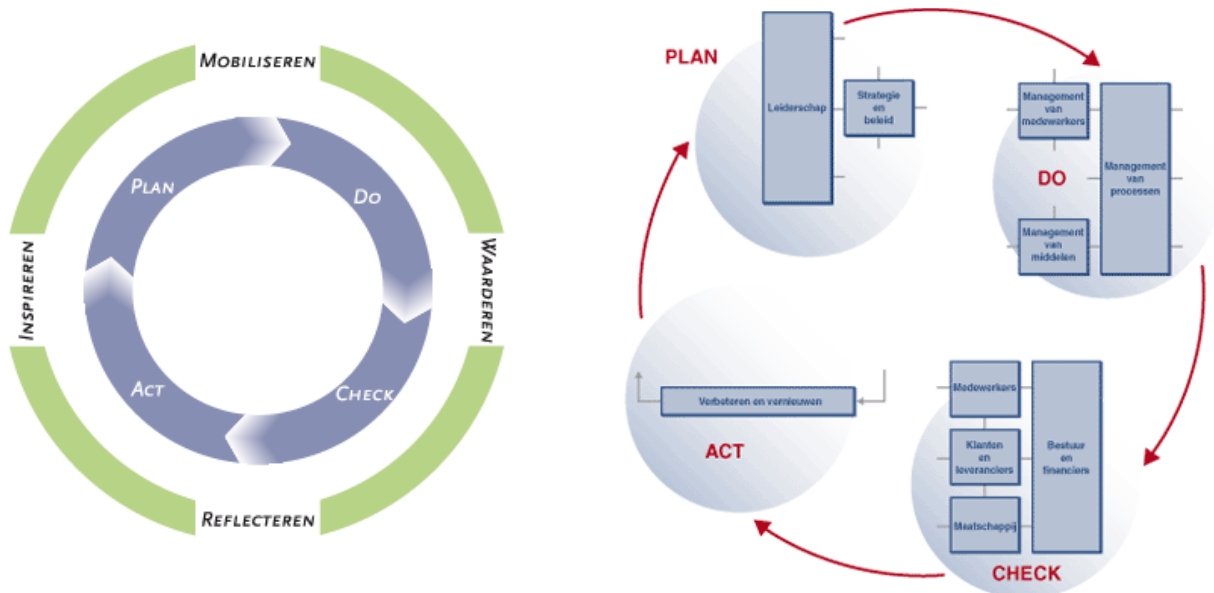 MOBILISEREN
PLAN
DO
INSPIREREN
WAARDEREN
ACT
CHECK
REFLECTEREN
PLAN
Leiderschap
Strategie
en
beleid
Management
van
medewerkers
DO
Management
van
middelen
Management
van
processen
Verbeteren en vernieuwen
ACT
Medewerkers
Klanten
en
leveranciers
Maatschappij
Bestuur
en
financiers
CHECK